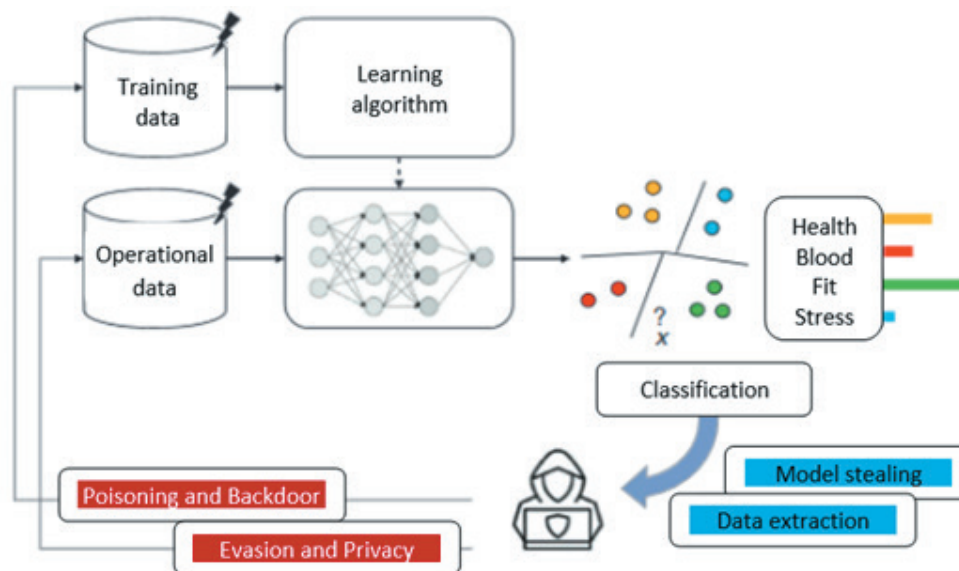 Training
data
Learning
algorithm
Operational
data
Health
Blood
Fit
Stress
?
x
Classification
Poisoning and Backdoor
Evasion and Privacy
Model stealing
Data extraction